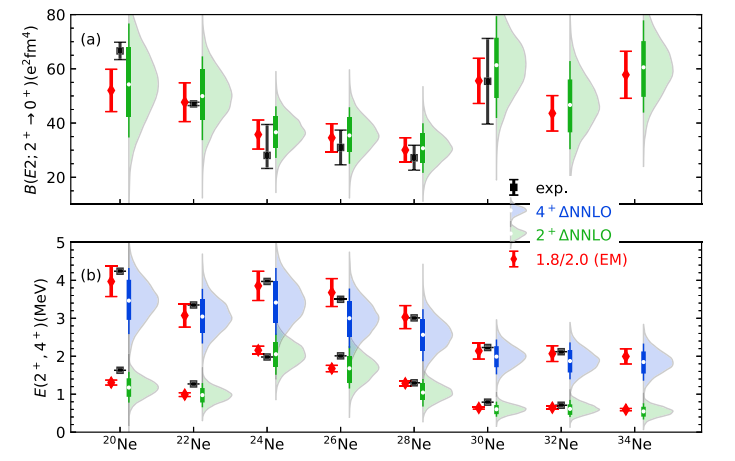 80
60
40
20
B(E2; 2⁺ → 0⁺)(e²fm⁴)
(a)
exp.
4⁺ΔNNLO
2⁺ΔNNLO
1.8/2.0 (EM)
5
4
3
2
1
0
E(2⁺, 4⁺)(MeV)
(b)
²⁰Ne ²²Ne ²⁴Ne ²⁶Ne ²⁸Ne ³⁰Ne ³²Ne ³⁴Ne